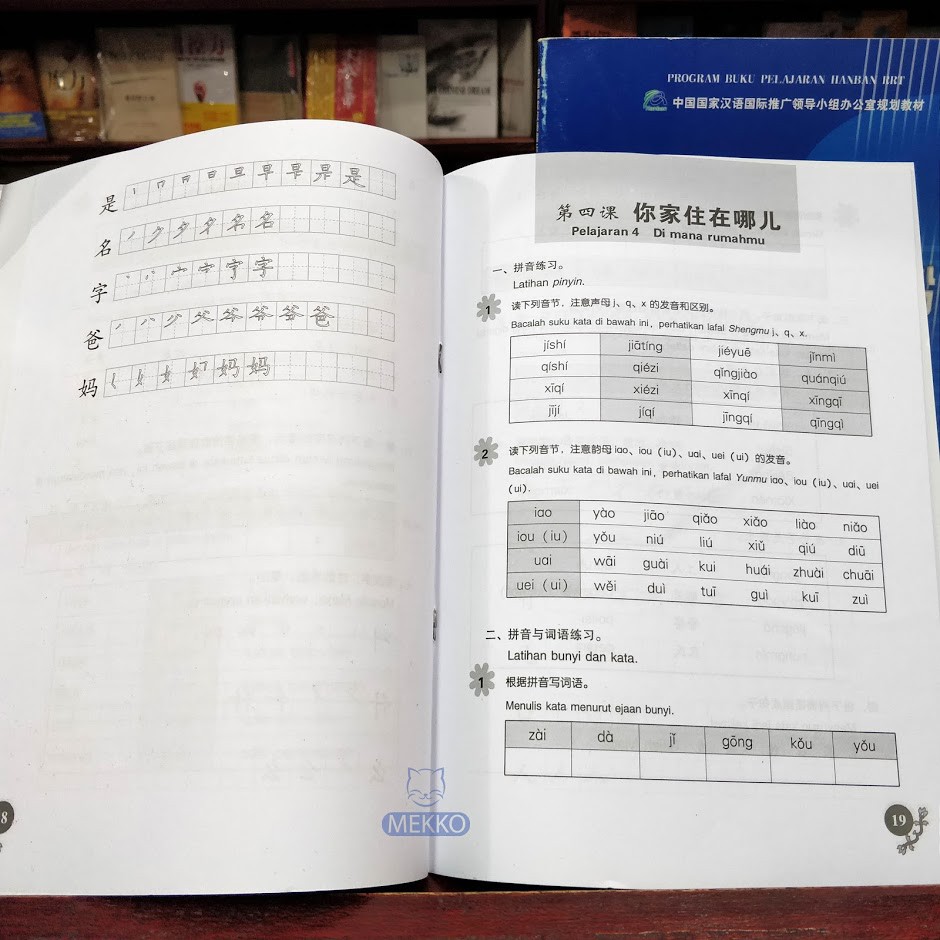 PROGRAM BUKU PELAJARAN HANBAN RRT
中国国家汉语国际推广领导小组办公室规划教材
是
名
字
爸
妈
8
第四课 你家住在哪儿
Pelajaran 4 Di mana rumahmu
一、拼音练习。
Latihan pinyin.
1 读下列音节，注意声母 j、q、x 的发音和区别。
Bacalah suku kata di bawah ini, perhatikan lafal Shengmu j、q、x.
jíshí jiātíng jiéyuē jǐnmì
qíshí qiézi qǐngjiào quánqiú
xīqí xiézi xīnqí xīngqī
jījí jíqí jīngqí qīngqì
2 读下列音节，注意韵母 iao、iou（iu）、uai、uei（ui）的发音。
Bacalah suku kata di bawah ini, perhatikan lafal Yunmu iao、iou（iu）、uai、uei
（ui）.
iao yào jiāo qiǎo xiǎo liào niǎo
iou（iu） yǒu niú liú xiǔ qiú diū
uai wāi guài kui huái zhuài chuāi
uei（ui） wěi duì tuī guì kuī zuì
二、拼音与词语练习。
Latihan bunyi dan kata.
1 根据拼音写词语。
Menulis kata menurut ejaan bunyi.
zài dà jǐ gōng kǒu yǒu
19
MEKKO